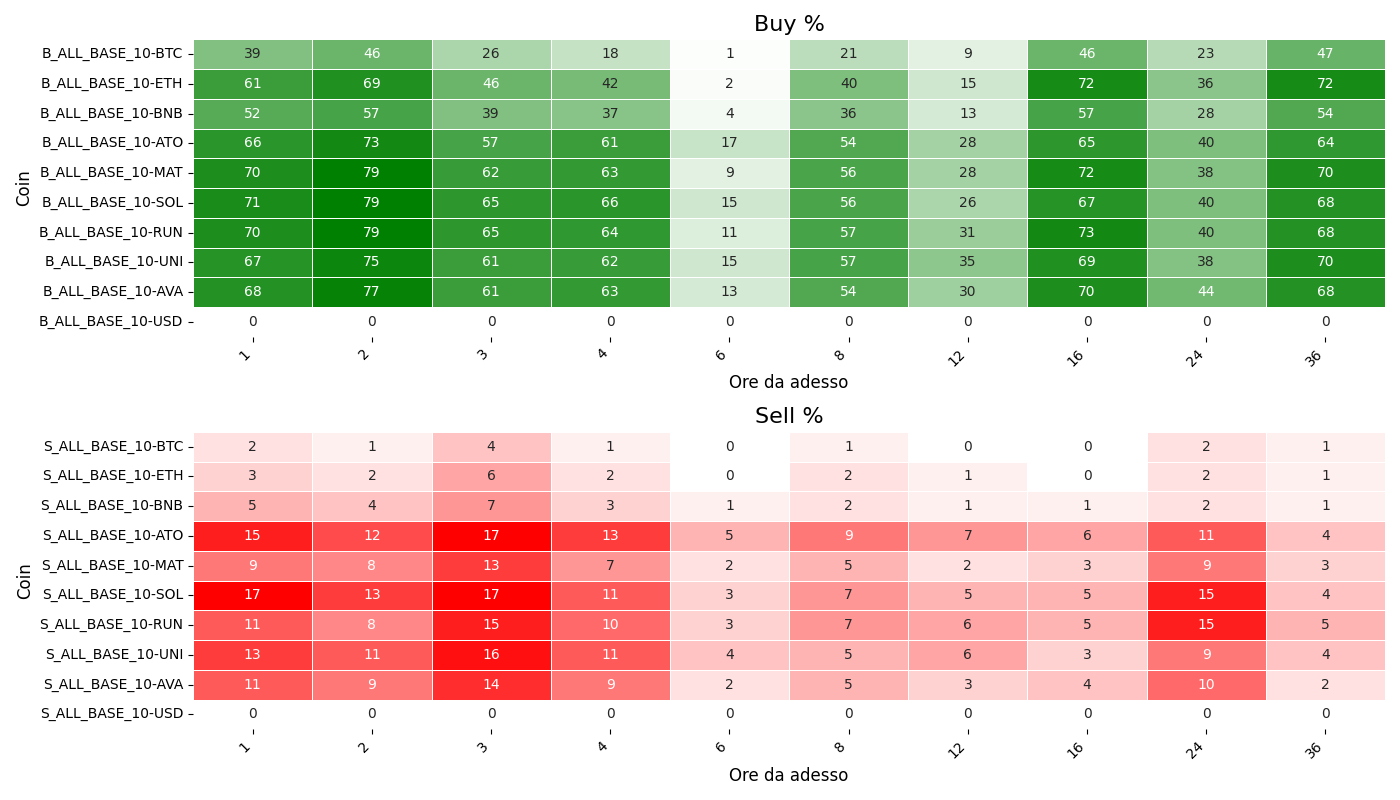 Buy %
B_ALL_BASE_10-BTC 39 46 26 18 1 21 9 46 23 47
B_ALL_BASE_10-ETH 61 69 46 42 2 40 15 72 36 72
B_ALL_BASE_10-BNB 52 57 39 37 4 36 13 57 28 54
B_ALL_BASE_10-ATO 66 73 57 61 17 54 28 65 40 64
B_ALL_BASE_10-MAT 70 79 62 63 9 56 28 72 38 70
B_ALL_BASE_10-SOL 71 79 65 66 15 56 26 67 40 68
B_ALL_BASE_10-RUN 70 79 65 64 11 57 31 73 40 68
B_ALL_BASE_10-UNI 67 75 61 62 15 57 35 69 38 70
B_ALL_BASE_10-AVA 68 77 61 63 13 54 30 70 44 68
B_ALL_BASE_10-USD 0 0 0 0 0 0 0 0 0 0
Coin
1 2 3 4 6 8 12 16 24 36
Ore da adesso
Sell %
S_ALL_BASE_10-BTC 2 1 4 1 0 1 0 0 2 1
S_ALL_BASE_10-ETH 3 2 6 2 0 2 1 0 2 1
S_ALL_BASE_10-BNB 5 4 7 3 1 2 1 1 2 1
S_ALL_BASE_10-ATO 15 12 17 13 5 9 7 6 11 4
S_ALL_BASE_10-MAT 9 8 13 7 2 5 2 3 9 3
S_ALL_BASE_10-SOL 17 13 17 11 3 7 5 5 15 4
S_ALL_BASE_10-RUN 11 8 15 10 3 7 6 5 15 5
S_ALL_BASE_10-UNI 13 11 16 11 4 5 6 3 9 4
S_ALL_BASE_10-AVA 11 9 14 9 2 5 3 4 10 2
S_ALL_BASE_10-USD 0 0 0 0 0 0 0 0 0 0
Coin
1 2 3 4 6 8 12 16 24 36
Ore da adesso